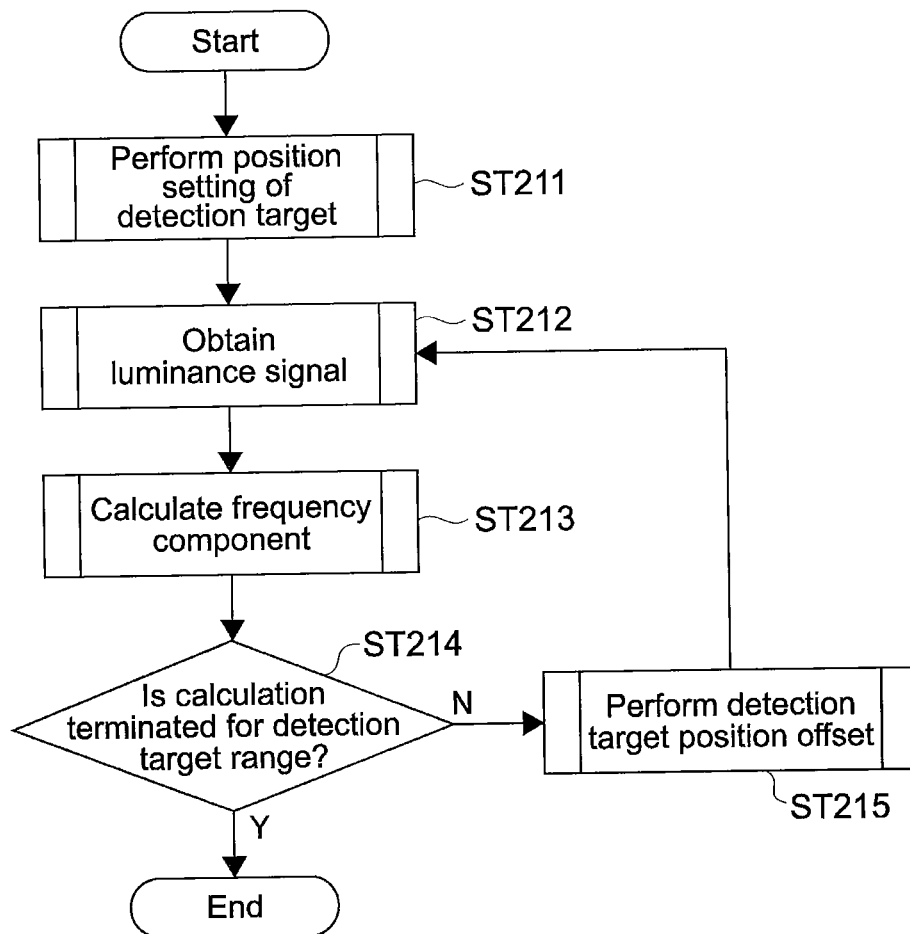 Start
Perform position
setting of
detection target
ST211
Obtain
luminance signal
ST212
Calculate frequency
component
ST213
ST214
Is calculation
terminated for detection
target range?
N
Perform detection
target position offset
ST215
Y
End